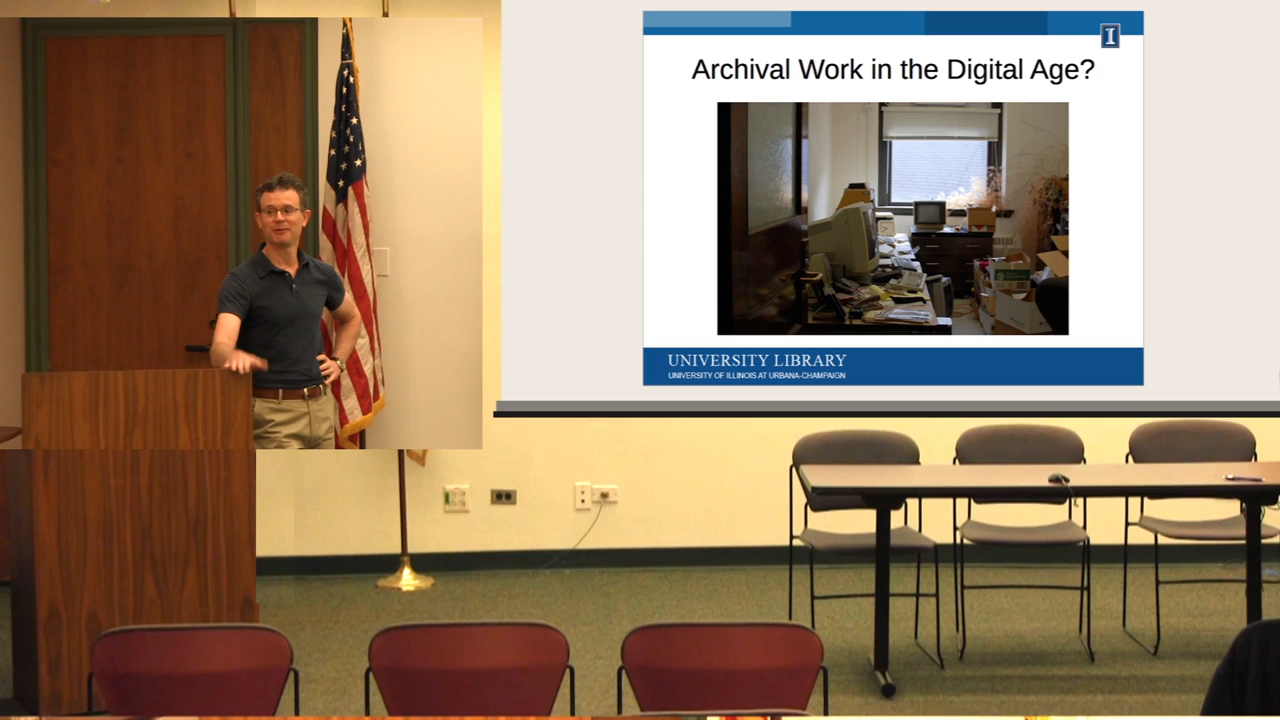 I
Archival Work in the Digital Age?
UNIVERSITY LIBRARY
UNIVERSITY OF ILLINOIS AT URBANA-CHAMPAIGN